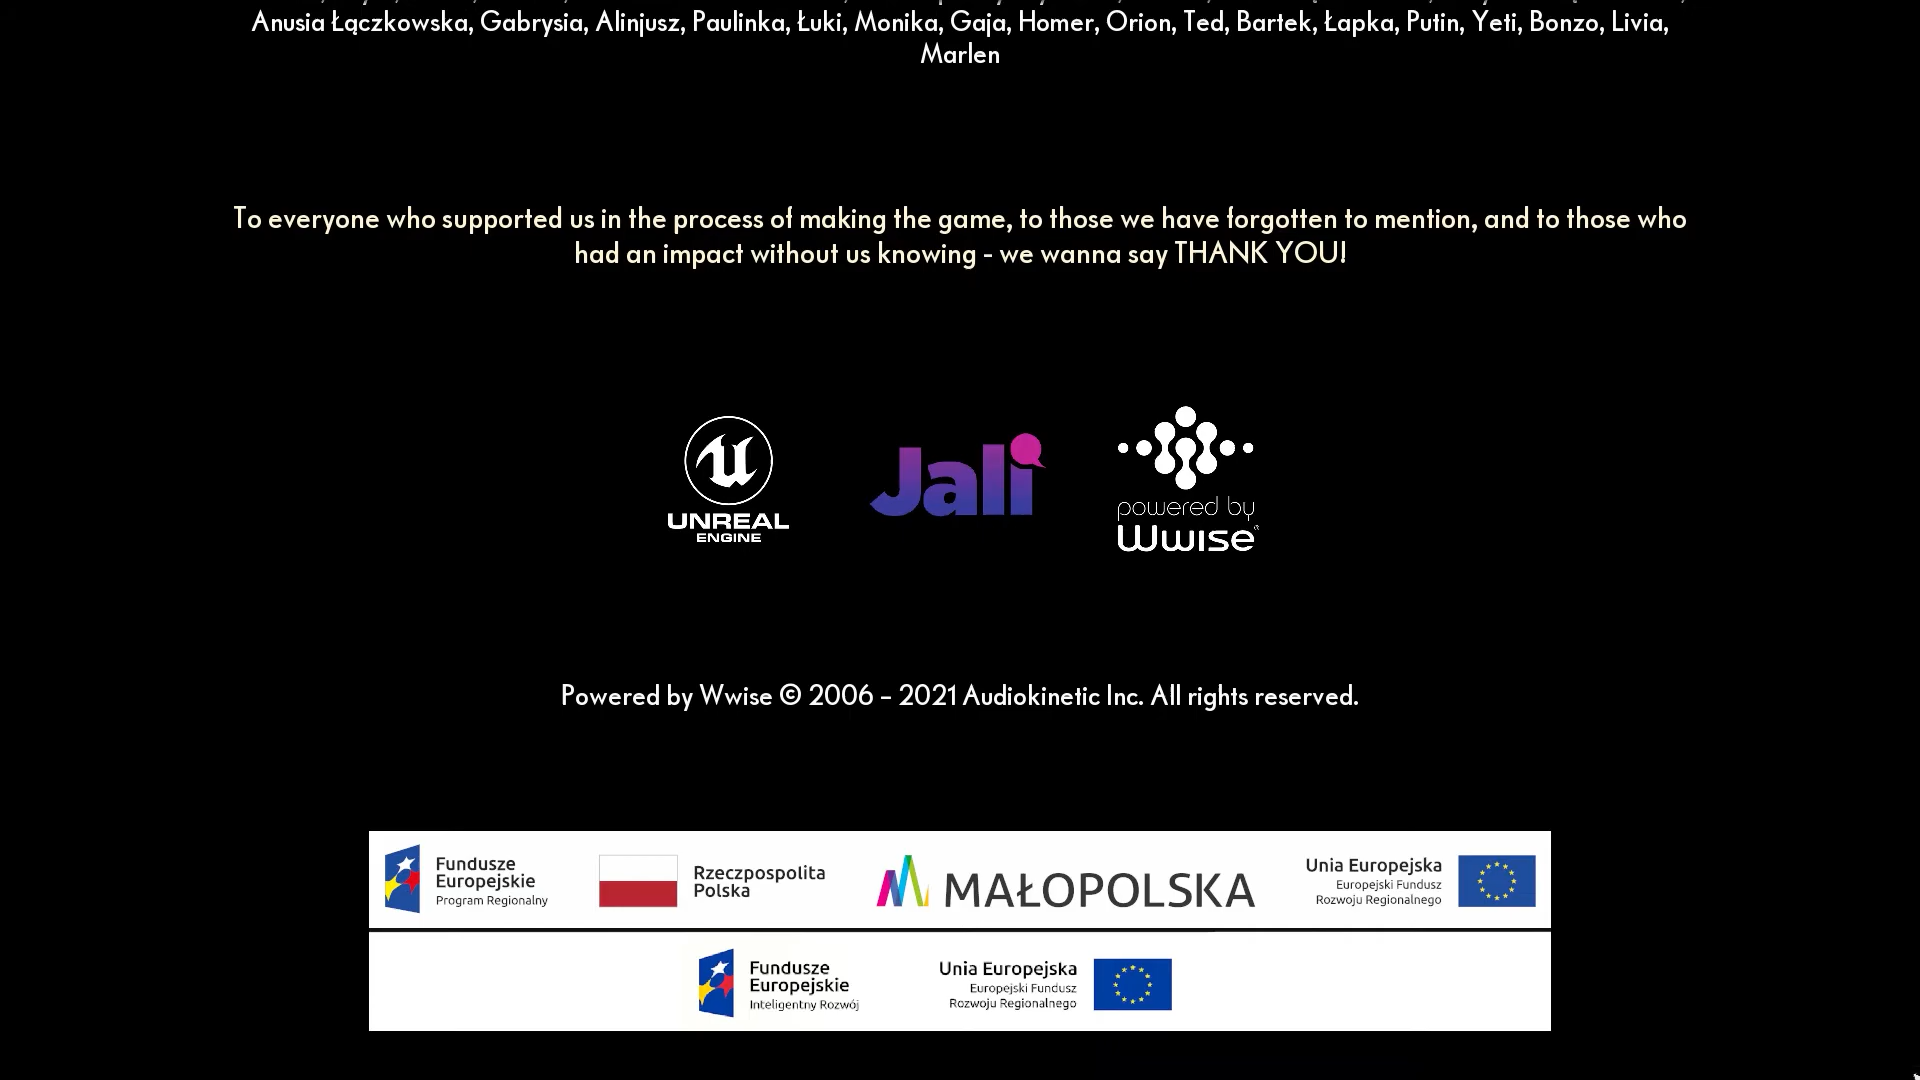 Anusia Łączkowska, Gabrysia, Alinjusz, Paulinka, Łuki, Monika, Gaja, Homer, Orion, Ted, Bartek, Łapka, Putin, Yeti, Bonzo, Livia,
Marlen
To everyone who supported us in the process of making the game, to those we have forgotten to mention, and to those who
had an impact without us knowing - we wanna say THANK YOU!
UNREAL
ENGINE
Jali
powered by
Wwise®
Powered by Wwise © 2006 – 2021 Audiokinetic Inc. All rights reserved.
Fundusze
Europejskie
Program Regionalny
Rzeczpospolita
Polska
MAŁOPOLSKA
Unia Europejska
Europejski Fundusz
Rozwoju Regionalnego
Fundusze
Europejskie
Inteligentny Rozwój
Unia Europejska
Europejski Fundusz
Rozwoju Regionalnego